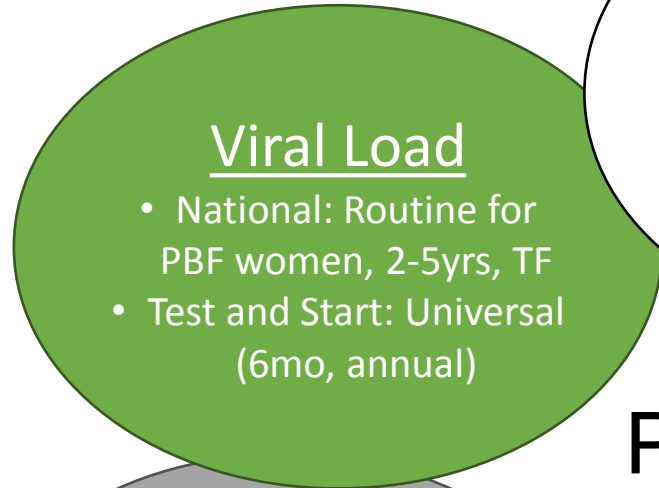 Viral Load
• National: Routine for
PBF women, 2-5yrs, TF
• Test and Start: Universal
(6mo, annual)